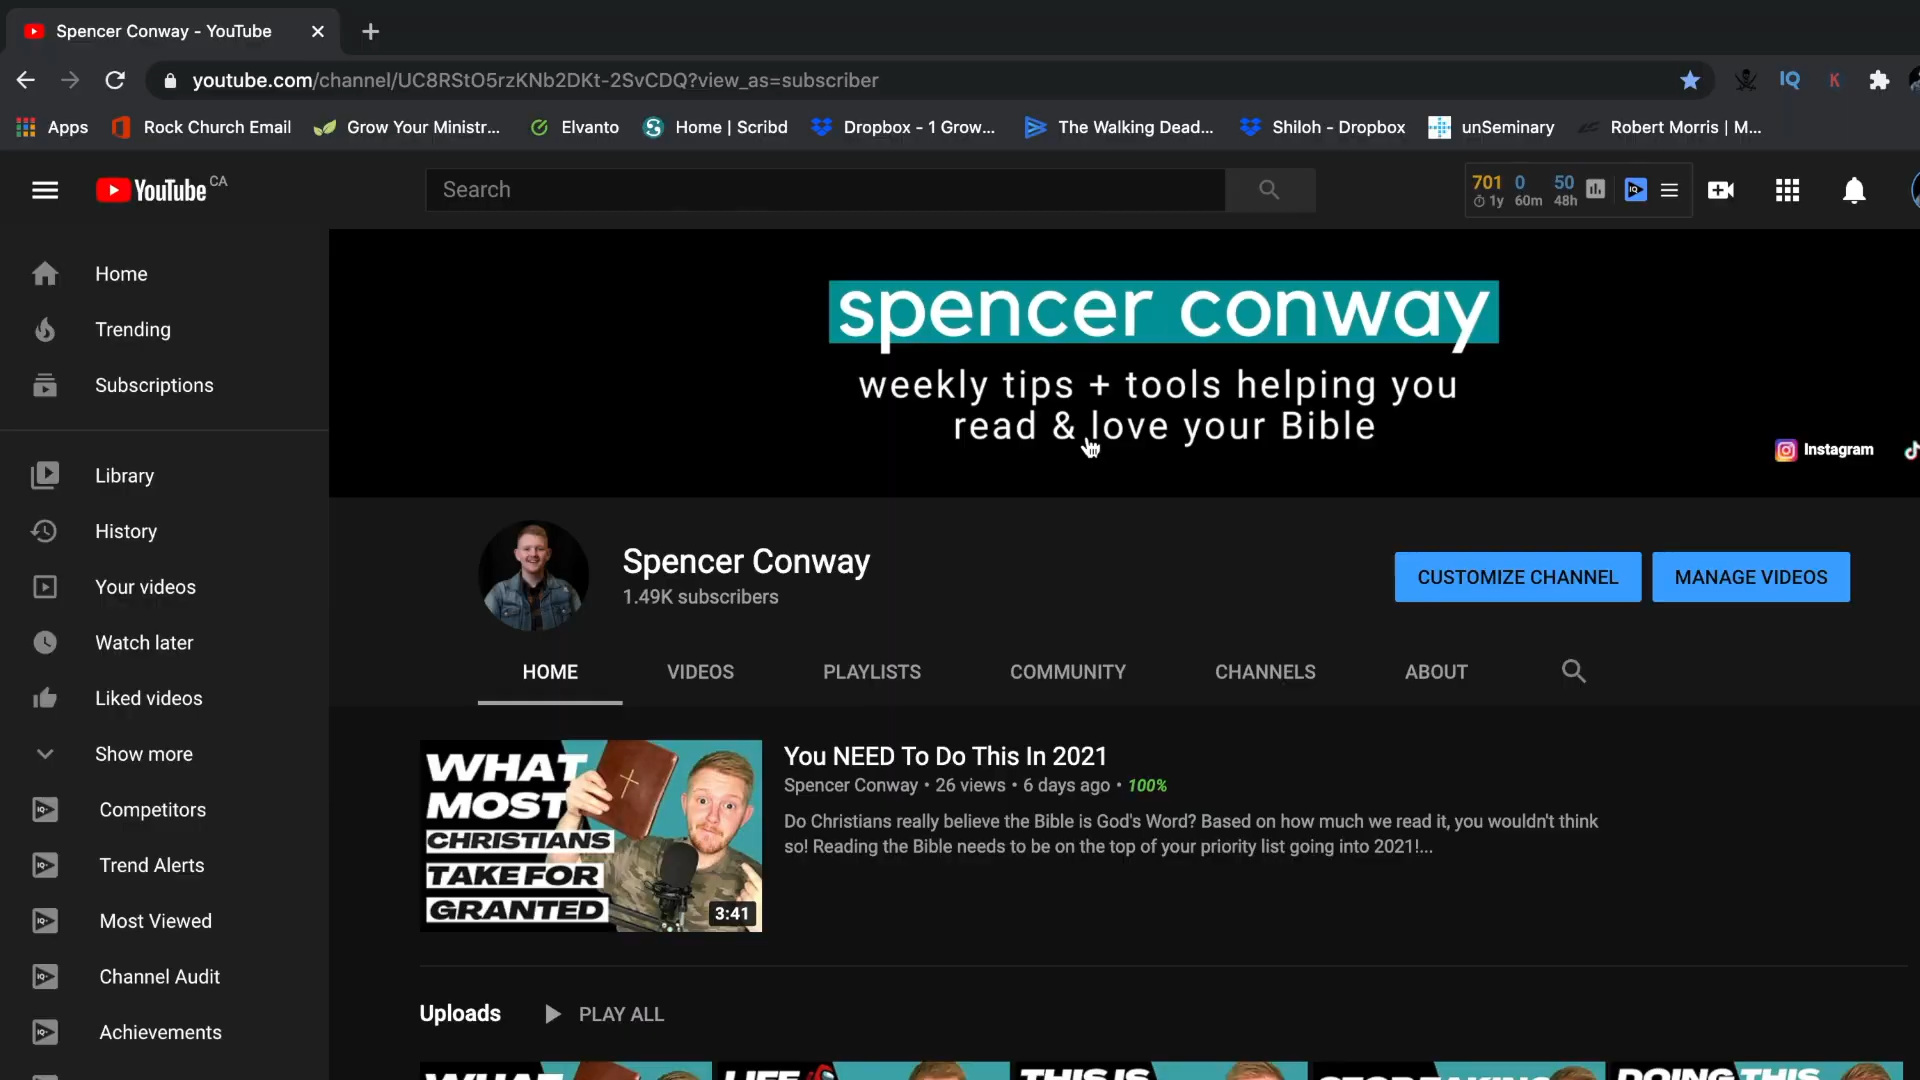 Spencer Conway - YouTube
youtube.com/channel/UC8RStO5rzKNb2DKt-2SvCDQ?view_as=subscriber
IQ
K
Apps
Rock Church Email
Grow Your Ministr...
Elvanto
Home | Scribd
Dropbox - 1 Grow...
The Walking Dead...
Shiloh - Dropbox
unSeminary
Robert Morris | M...
YouTube CA
Search
701 0 50
1y 60m 48h
Home
Trending
Subscriptions
Library
History
Your videos
Watch later
Liked videos
Show more
Competitors
Trend Alerts
Most Viewed
Channel Audit
Achievements
spencer conway
weekly tips + tools helping you
read & love your Bible
Instagram
Spencer Conway
1.49K subscribers
CUSTOMIZE CHANNEL
MANAGE VIDEOS
HOME
VIDEOS
PLAYLISTS
COMMUNITY
CHANNELS
ABOUT
WHAT
MOST
CHRISTIANS
TAKE FOR
GRANTED
3:41
You NEED To Do This In 2021
Spencer Conway • 26 views • 6 days ago • 100%
Do Christians really believe the Bible is God's Word? Based on how much we read it, you wouldn't think
so! Reading the Bible needs to be on the top of your priority list going into 2021!...
Uploads
PLAY ALL
WHAT
LIFE
THIS IS
DOING THIS